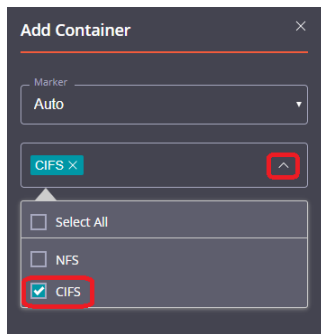 Add Container
Marker
Auto
CIFS
Select All
NFS
CIFS